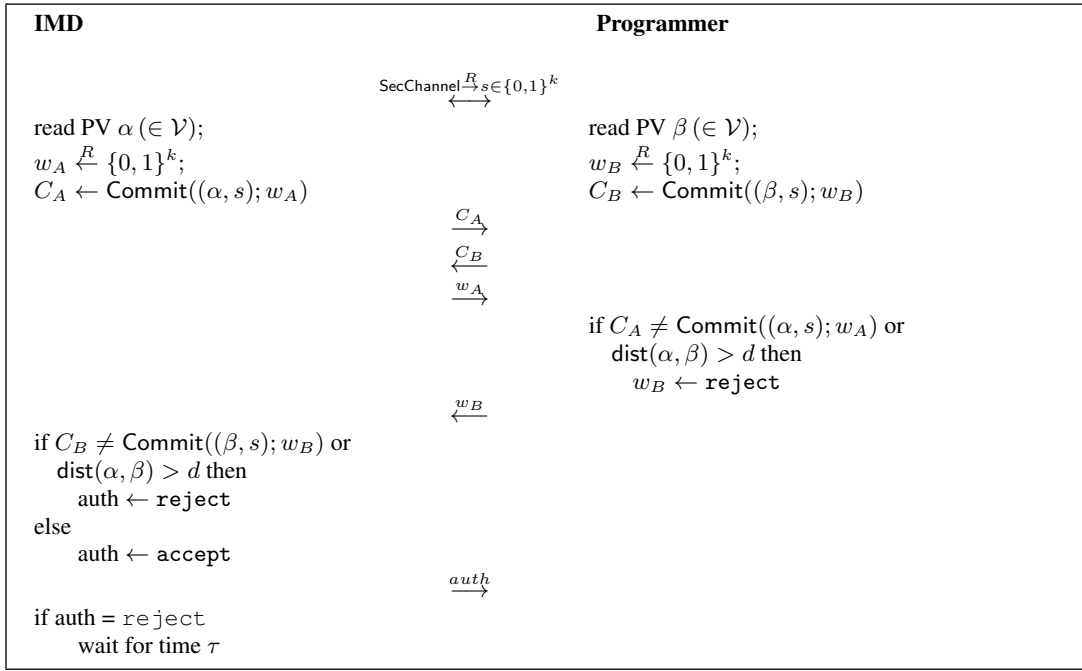 IMD Programmer
SecChannel →^R s∈{0,1}^k
⟷
read PV α (∈ 𝒱); read PV β (∈ 𝒱);
w_A ←^R {0, 1}^k; w_B ←^R {0, 1}^k;
C_A ← Commit((α, s); w_A) C_B ← Commit((β, s); w_B)
C_A
⟶
C_B
⟵
w_A
⟶
if C_A ≠ Commit((α, s); w_A) or
dist(α, β) > d then
w_B ← reject
w_B
⟵
if C_B ≠ Commit((β, s); w_B) or
dist(α, β) > d then
auth ← reject
else
auth ← accept
auth
⟶
if auth = reject
wait for time τ